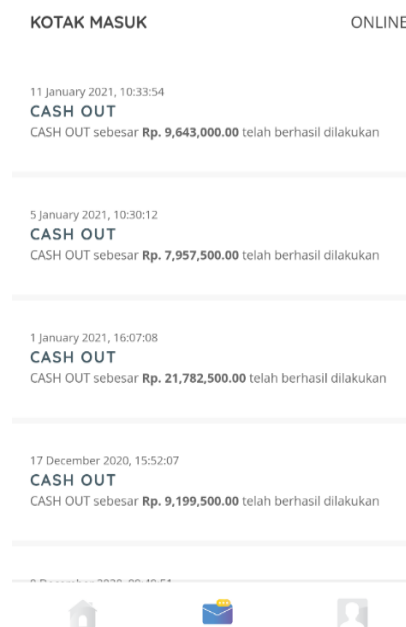 KOTAK MASUK ONLINE
11 January 2021, 10:33:54
CASH OUT
CASH OUT sebesar Rp. 9,643,000.00 telah berhasil dilakukan
5 January 2021, 10:30:12
CASH OUT
CASH OUT sebesar Rp. 7,957,500.00 telah berhasil dilakukan
1 January 2021, 16:07:08
CASH OUT
CASH OUT sebesar Rp. 21,782,500.00 telah berhasil dilakukan
17 December 2020, 15:52:07
CASH OUT
CASH OUT sebesar Rp. 9,199,500.00 telah berhasil dilakukan